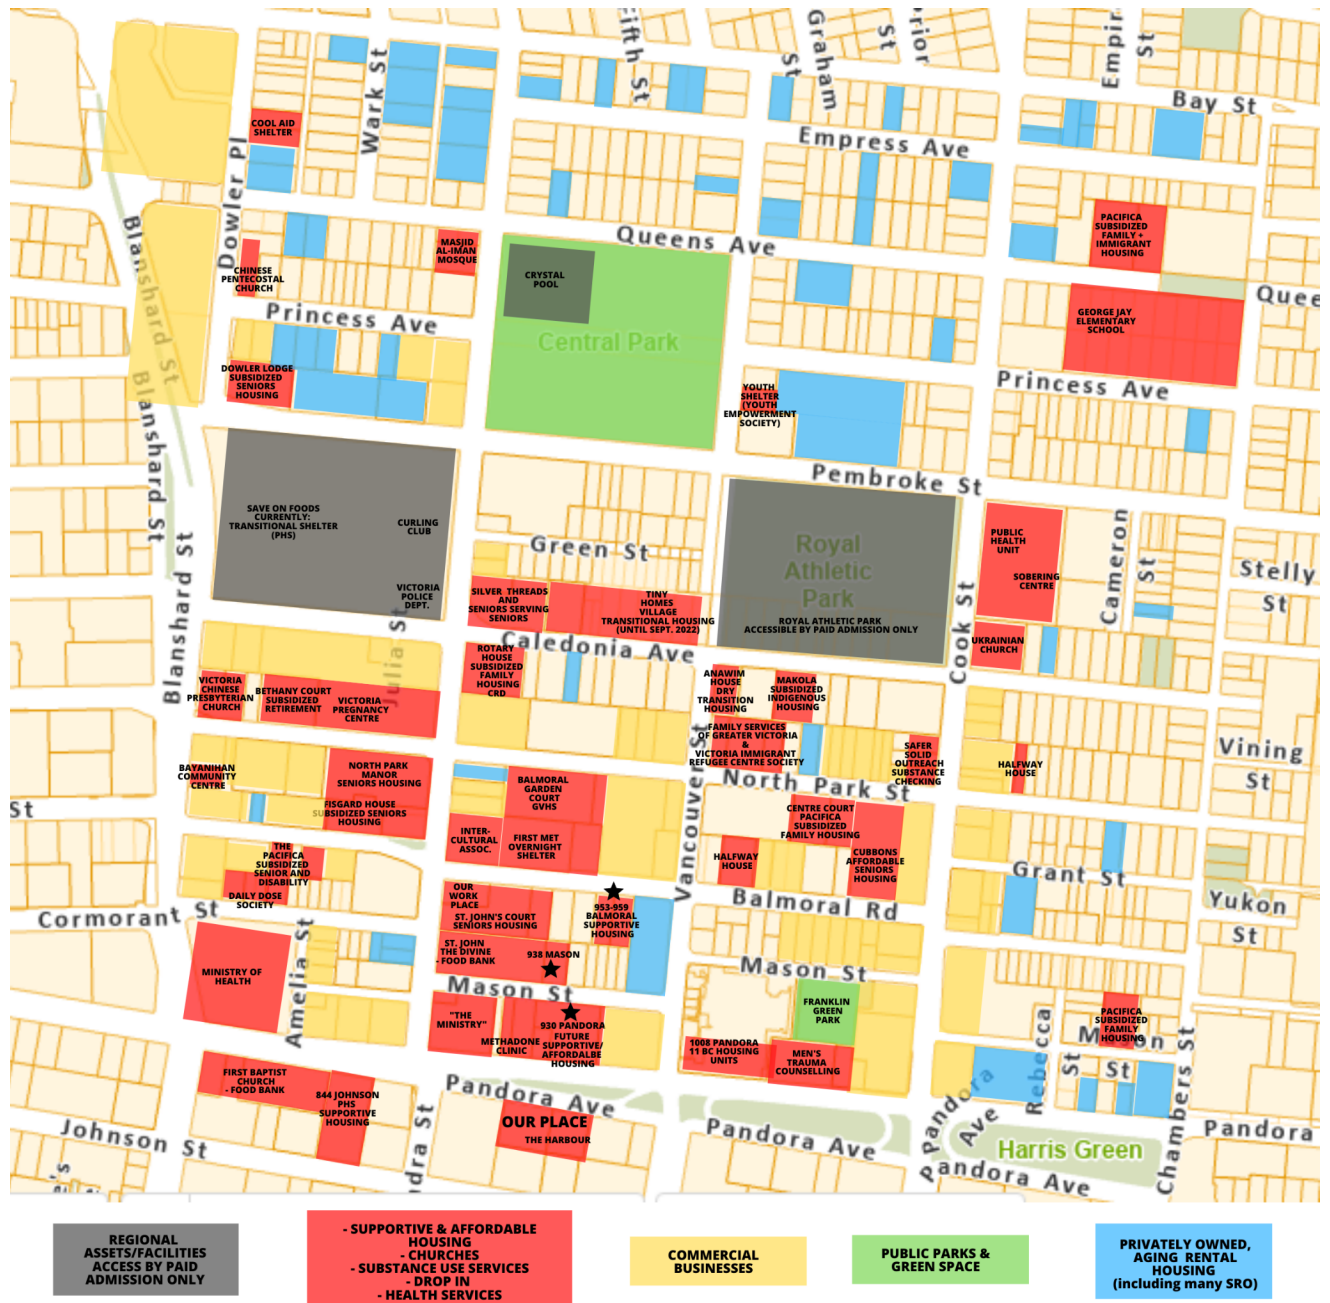 Fifth St
St
Graham
St
Prior
Empir
St
Bay St
Wark St
COOL AID
SHELTER
Empress Ave
Dowler Pl
PACIFICA
SUBSIDIZED
FAMILY +
IMMIGRANT
HOUSING
Blanshard St
MASJID
AL-IMAN
MOSQUE
Queens Ave
CHINESE
PENTECOSTAL
CHURCH
CRYSTAL
POOL
Quee
Princess Ave
Central Park
GEORGE JAY
ELEMENTARY
SCHOOL
DOWLER LODGE
SUBSIDIZED
SENIORS
HOUSING
Blanshard St
YOUTH
SHELTER
(YOUTH
EMPOWERMENT
SOCIETY)
Princess Ave
Pembroke St
SAVE ON FOODS
CURRENTLY:
TRANSITIONAL SHELTER
(PHS)
CURLING
CLUB
VICTORIA
POLICE
DEPT.
Green St
Royal
Athletic
Park
ROYAL ATHLETIC PARK
ACCESSIBLE BY PAID ADMISSION ONLY
PUBLIC
HEALTH
UNIT
SOBERING
CENTRE
Cameron
St
Stelly
St
Blanshard St
Julia St
SILVER THREADS
AND
SENIORS SERVING
SENIORS
TINY
HOMES
VILLAGE
TRANSITIONAL HOUSING
(UNTIL SEPT. 2022)
Cook St
UKRAINIAN
CHURCH
Caledonia Ave
ROTARY
HOUSE
SUBSIDIZED
FAMILY
HOUSING
CRD
VICTORIA
CHINESE
PRESBYTERIAN
CHURCH
BETHANY COURT
SUBSIDIZED
RETIREMENT
VICTORIA
PREGNANCY
CENTRE
ANAWIM
HOUSE
DRY
TRANSITION
HOUSING
MAKOLA
SUBSIDIZED
INDIGENOUS
HOUSING
FAMILY SERVICES
OF GREATER VICTORIA
&
VICTORIA IMMIGRANT
REFUGEE CENTRE SOCIETY
SAFER
SOLID
OUTREACH
SUBSTANCE
CHECKING
HALFWAY
HOUSE
Vining
St
St
BAYANIHAN
COMMUNITY
CENTRE
NORTH PARK
MANOR
SENIORS HOUSING
FISGARD HOUSE
SUBSIDIZED SENIORS
HOUSING
BALMORAL
GARDEN
COURT
GVHS
North Park St
CENTRE COURT
PACIFICA
SUBSIDIZED
FAMILY HOUSING
INTER-
CULTURAL
ASSOC.
FIRST MET
OVERNIGHT
SHELTER
Vancouver St
HALFWAY
HOUSE
CUBBONS
AFFORDABLE
SENIORS
HOUSING
THE
PACIFICA
SUBSIDIZED
SENIOR AND
DISABILITY
DAILY DOSE
SOCIETY
Grant St
Yukon
St
Cormorant St
OUR
WORK
PLACE
ST. JOHN'S COURT
SENIORS HOUSING
953-959
BALMORAL
SUPPORTIVE
HOUSING
Balmoral Rd
ST. JOHN
THE DIVINE
- FOOD BANK
938 MASON
MINISTRY OF
HEALTH
Amelia St
Mason St
Mason St
FRANKLIN
GREEN
PARK
"THE
MINISTRY"
METHADONE
CLINIC
930 PANDORA
FUTURE
SUPPORTIVE/
AFFORDALBE
HOUSING
1008 PANDORA
11 BC HOUSING
UNITS
MEN'S
TRAUMA
COUNSELLING
PACIFICA
SUBSIDIZED
FAMILY
HOUSING
Mason
St
Rebecca
St
Chambers St
FIRST BAPTIST
CHURCH
- FOOD BANK
844 JOHNSON
PHS
SUPPORTIVE
HOUSING
Pandora Ave
OUR PLACE
THE HARBOUR
Pandora Ave
Pandora
Ave
Harris Green
Pandora
Johnson St
ndra St
Pandora Ave
REGIONAL
ASSETS/FACILITIES
ACCESS BY PAID
ADMISSION ONLY
- SUPPORTIVE & AFFORDABLE
HOUSING
- CHURCHES
- SUBSTANCE USE SERVICES
- DROP IN
- HEALTH SERVICES
COMMERCIAL
BUSINESSES
PUBLIC PARKS &
GREEN SPACE
PRIVATELY OWNED,
AGING RENTAL
HOUSING
(including many SRO)